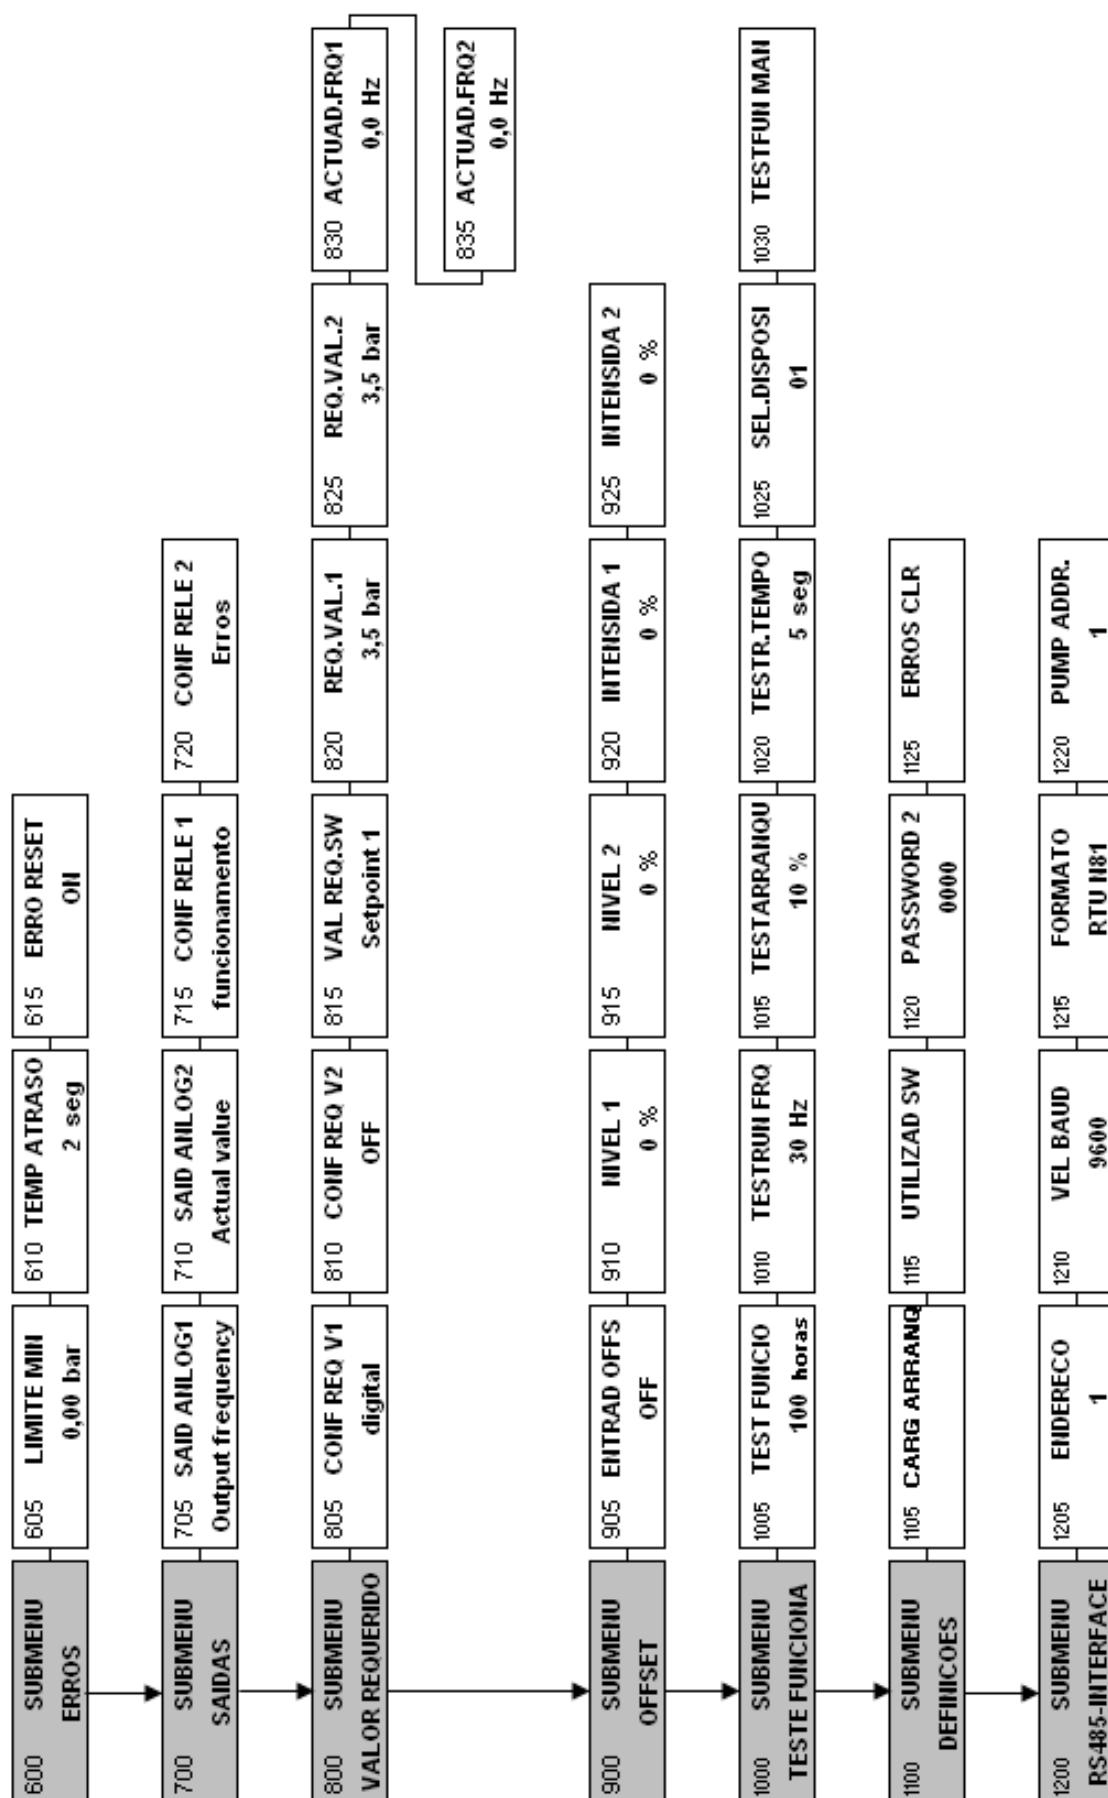 600 SUBMENU
ERROS
605 LIMITE MIN
0,00 bar
610 TEMP ATRASO
2 seg
615 ERRO RESET
ON
700 SUBMENU
SAIDAS
705 SAID ANLOG1
Output frequency
710 SAID ANLOG2
Actual value
715 CONF RELE 1
funcionamento
720 CONF RELE 2
Erros
800 SUBMENU
VALOR REQUERIDO
805 CONF REQ V1
digital
810 CONF REQ V2
OFF
815 VAL REQ.SW
Setpoint 1
820 REQ.VAL.1
3,5 bar
825 REQ.VAL.2
3,5 bar
830 ACTUAD.FRQ1
0,0 Hz
835 ACTUAD.FRQ2
0,0 Hz
900 SUBMENU
OFFSET
905 ENTRAD OFFS
OFF
910 NIVEL 1
0 %
915 NIVEL 2
0 %
920 INTENSIDA 1
0 %
925 INTENSIDA 2
0 %
1000 SUBMENU
TESTE FUNCIONA
1005 TEST FUNCIO
100 horas
1010 TESTRUN FRQ
30 Hz
1015 TESTARRANQU
10 %
1020 TESTR.TEMPO
5 seg
1025 SEL.DISPOSI
01
1030 TESTFUN MAN
1100 SUBMENU
DEFINICOES
1105 CARG ARRANQ
1115 UTILIZAD SW
1120 PASSWORD 2
0000
1125 ERROS CLR
1200 SUBMENU
RS485-INTERFACE
1205 ENDERECO
1
1210 VEL BAUD
9600
1215 FORMATO
RTU N81
1220 PUMP ADDR.
1